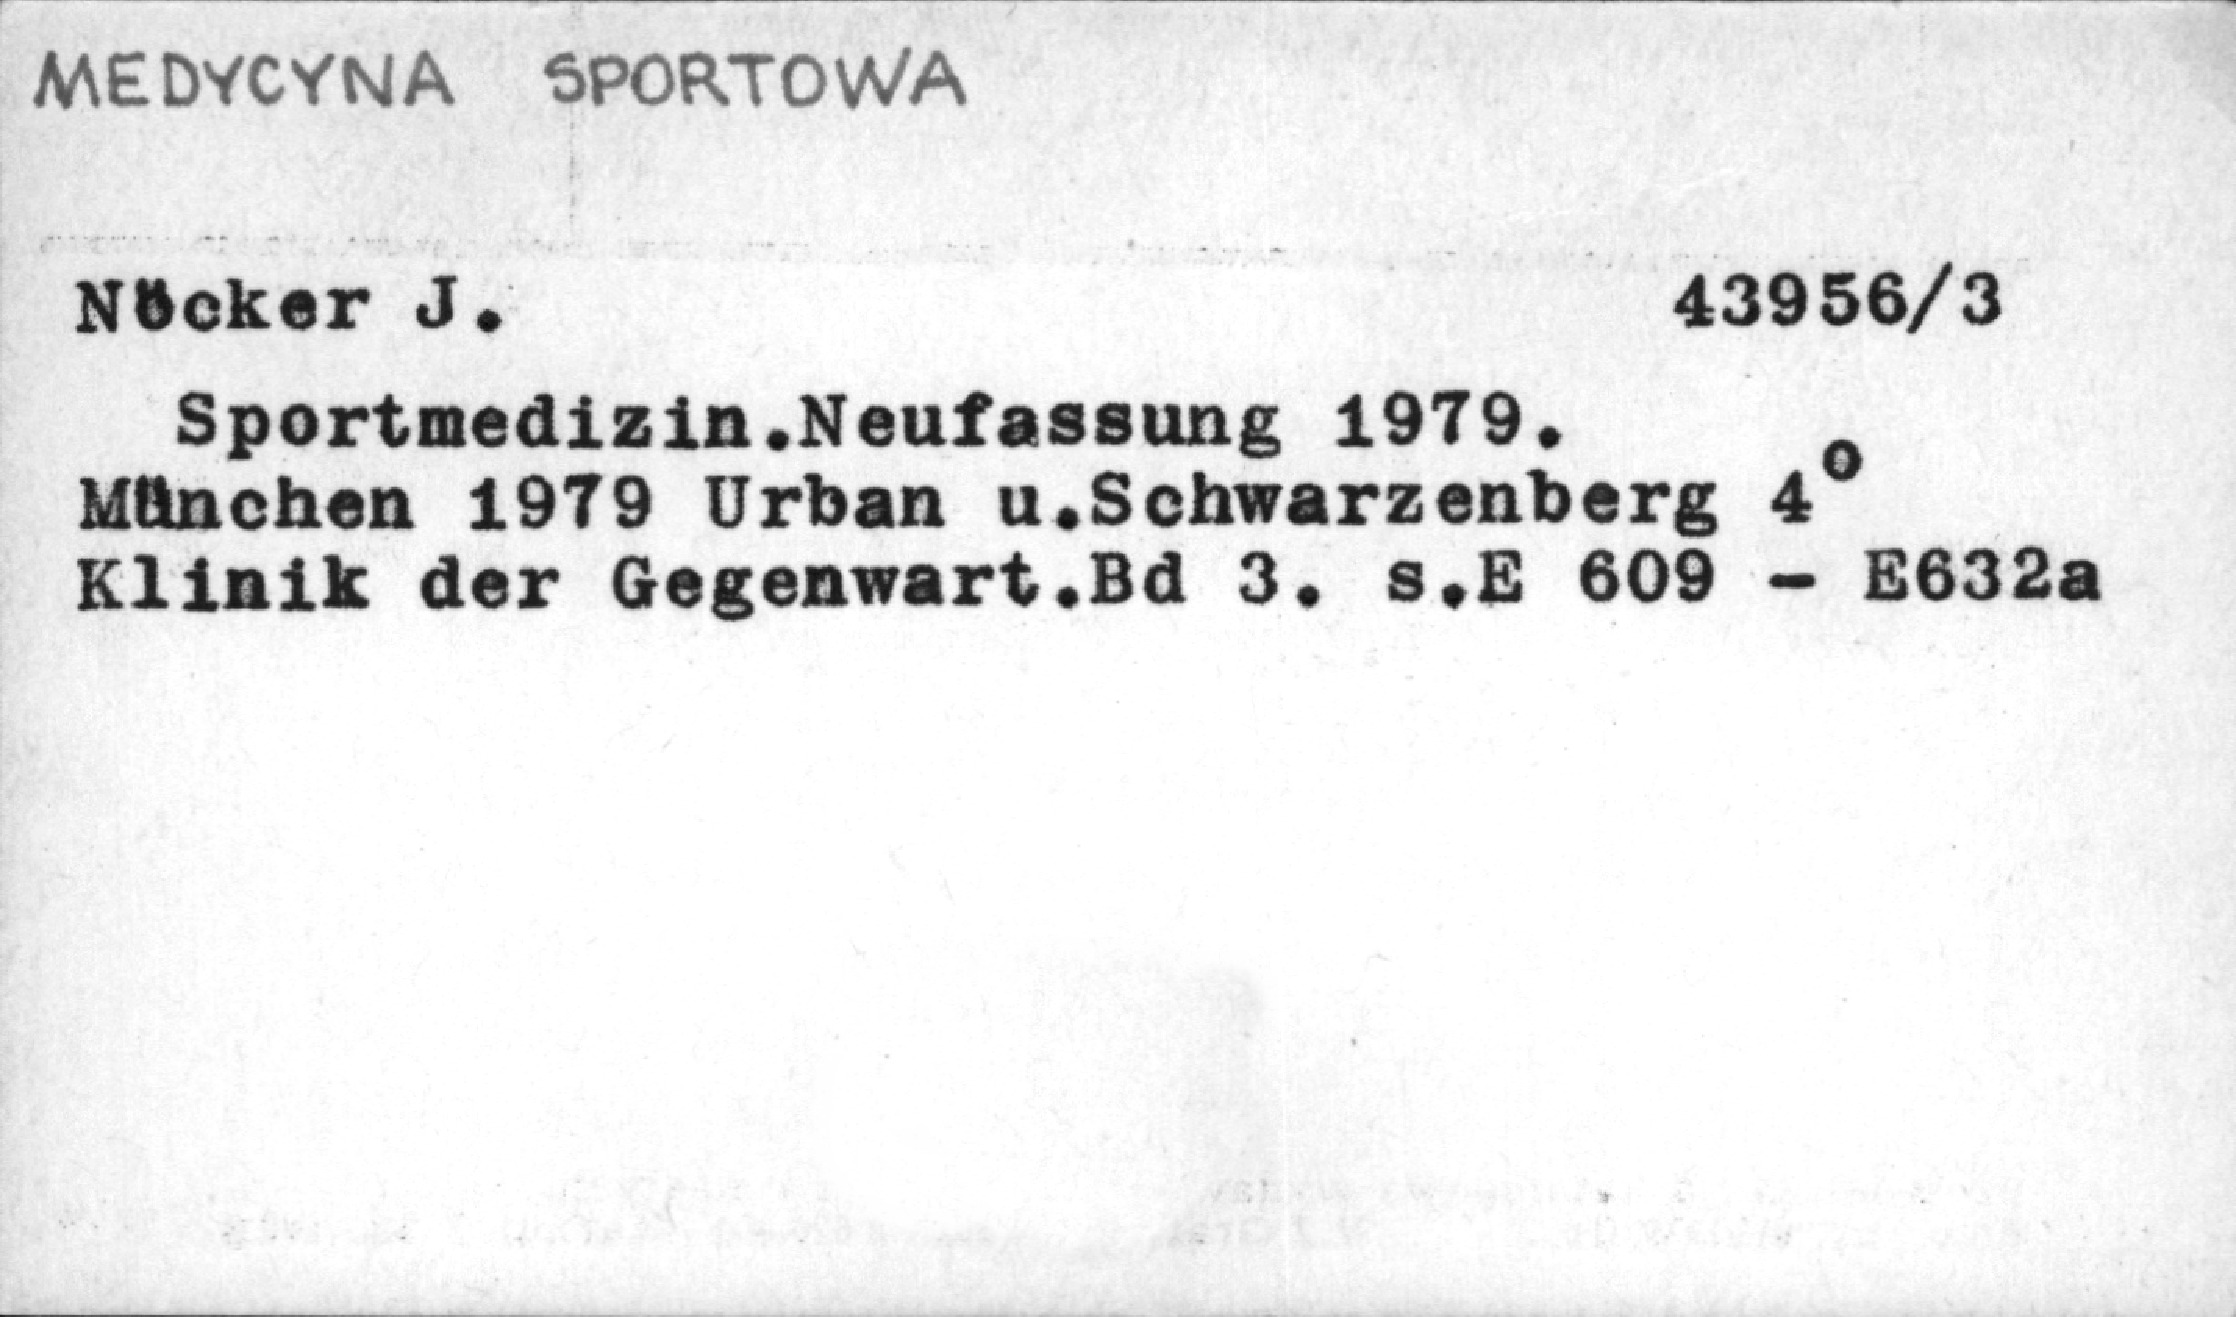 MEDYCYNA SPORTOWA
Nöcker J. 43956/3
Sportmedizin.Neufassung 1979.
München 1979 Urban u.Schwarzenberg 4°
Klinik der Gegenwart.Bd 3. s.E 609 - E632a